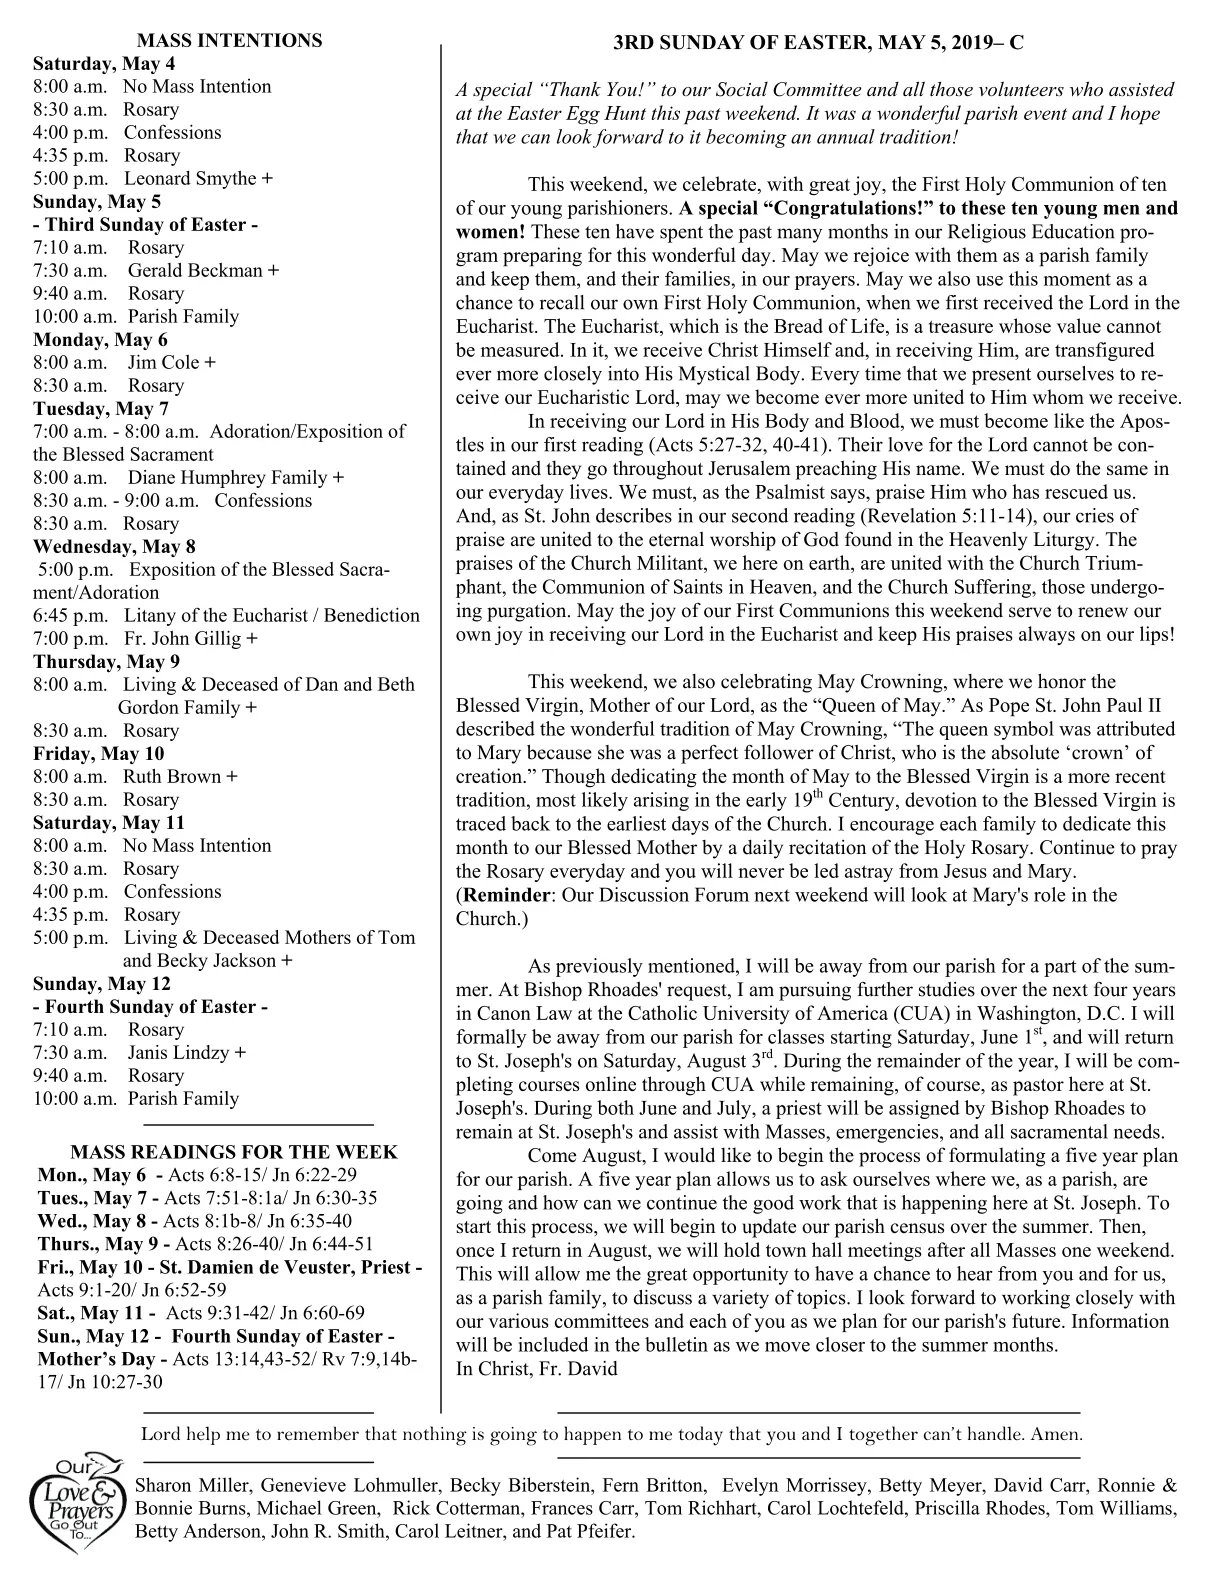 MASS INTENTIONS
Saturday, May 4
8:00 a.m. No Mass Intention
8:30 a.m. Rosary
4:00 p.m. Confessions
4:35 p.m. Rosary
5:00 p.m. Leonard Smythe +
Sunday, May 5
- Third Sunday of Easter -
7:10 a.m. Rosary
7:30 a.m. Gerald Beckman +
9:40 a.m. Rosary
10:00 a.m. Parish Family
Monday, May 6
8:00 a.m. Jim Cole +
8:30 a.m. Rosary
Tuesday, May 7
7:00 a.m. - 8:00 a.m. Adoration/Exposition of
the Blessed Sacrament
8:00 a.m. Diane Humphrey Family +
8:30 a.m. - 9:00 a.m. Confessions
8:30 a.m. Rosary
Wednesday, May 8
5:00 p.m. Exposition of the Blessed Sacra-
ment/Adoration
6:45 p.m. Litany of the Eucharist / Benediction
7:00 p.m. Fr. John Gillig +
Thursday, May 9
8:00 a.m. Living & Deceased of Dan and Beth
Gordon Family +
8:30 a.m. Rosary
Friday, May 10
8:00 a.m. Ruth Brown +
8:30 a.m. Rosary
Saturday, May 11
8:00 a.m. No Mass Intention
8:30 a.m. Rosary
4:00 p.m. Confessions
4:35 p.m. Rosary
5:00 p.m. Living & Deceased Mothers of Tom
and Becky Jackson +
Sunday, May 12
- Fourth Sunday of Easter -
7:10 a.m. Rosary
7:30 a.m. Janis Lindzy +
9:40 a.m. Rosary
10:00 a.m. Parish Family
MASS READINGS FOR THE WEEK
Mon., May 6 - Acts 6:8-15/ Jn 6:22-29
Tues., May 7 - Acts 7:51-8:1a/ Jn 6:30-35
Wed., May 8 - Acts 8:1b-8/ Jn 6:35-40
Thurs., May 9 - Acts 8:26-40/ Jn 6:44-51
Fri., May 10 - St. Damien de Veuster, Priest -
Acts 9:1-20/ Jn 6:52-59
Sat., May 11 - Acts 9:31-42/ Jn 6:60-69
Sun., May 12 - Fourth Sunday of Easter -
Mother’s Day - Acts 13:14,43-52/ Rv 7:9,14b-
17/ Jn 10:27-30
3RD SUNDAY OF EASTER, MAY 5, 2019– C
A special “Thank You!” to our Social Committee and all those volunteers who assisted
at the Easter Egg Hunt this past weekend. It was a wonderful parish event and I hope
that we can look forward to it becoming an annual tradition!
This weekend, we celebrate, with great joy, the First Holy Communion of ten
of our young parishioners. A special “Congratulations!” to these ten young men and
women! These ten have spent the past many months in our Religious Education pro-
gram preparing for this wonderful day. May we rejoice with them as a parish family
and keep them, and their families, in our prayers. May we also use this moment as a
chance to recall our own First Holy Communion, when we first received the Lord in the
Eucharist. The Eucharist, which is the Bread of Life, is a treasure whose value cannot
be measured. In it, we receive Christ Himself and, in receiving Him, are transfigured
ever more closely into His Mystical Body. Every time that we present ourselves to re-
ceive our Eucharistic Lord, may we become ever more united to Him whom we receive.
In receiving our Lord in His Body and Blood, we must become like the Apos-
tles in our first reading (Acts 5:27-32, 40-41). Their love for the Lord cannot be con-
tained and they go throughout Jerusalem preaching His name. We must do the same in
our everyday lives. We must, as the Psalmist says, praise Him who has rescued us.
And, as St. John describes in our second reading (Revelation 5:11-14), our cries of
praise are united to the eternal worship of God found in the Heavenly Liturgy. The
praises of the Church Militant, we here on earth, are united with the Church Trium-
phant, the Communion of Saints in Heaven, and the Church Suffering, those undergo-
ing purgation. May the joy of our First Communions this weekend serve to renew our
own joy in receiving our Lord in the Eucharist and keep His praises always on our lips!
This weekend, we also celebrating May Crowning, where we honor the
Blessed Virgin, Mother of our Lord, as the “Queen of May.” As Pope St. John Paul II
described the wonderful tradition of May Crowning, “The queen symbol was attributed
to Mary because she was a perfect follower of Christ, who is the absolute ‘crown’ of
creation.” Though dedicating the month of May to the Blessed Virgin is a more recent
tradition, most likely arising in the early 19th Century, devotion to the Blessed Virgin is
traced back to the earliest days of the Church. I encourage each family to dedicate this
month to our Blessed Mother by a daily recitation of the Holy Rosary. Continue to pray
the Rosary everyday and you will never be led astray from Jesus and Mary.
(Reminder: Our Discussion Forum next weekend will look at Mary's role in the
Church.)
As previously mentioned, I will be away from our parish for a part of the sum-
mer. At Bishop Rhoades' request, I am pursuing further studies over the next four years
in Canon Law at the Catholic University of America (CUA) in Washington, D.C. I will
formally be away from our parish for classes starting Saturday, June 1st, and will return
to St. Joseph's on Saturday, August 3rd. During the remainder of the year, I will be com-
pleting courses online through CUA while remaining, of course, as pastor here at St.
Joseph's. During both June and July, a priest will be assigned by Bishop Rhoades to
remain at St. Joseph's and assist with Masses, emergencies, and all sacramental needs.
Come August, I would like to begin the process of formulating a five year plan
for our parish. A five year plan allows us to ask ourselves where we, as a parish, are
going and how can we continue the good work that is happening here at St. Joseph. To
start this process, we will begin to update our parish census over the summer. Then,
once I return in August, we will hold town hall meetings after all Masses one weekend.
This will allow me the great opportunity to have a chance to hear from you and for us,
as a parish family, to discuss a variety of topics. I look forward to working closely with
our various committees and each of you as we plan for our parish's future. Information
will be included in the bulletin as we move closer to the summer months.
In Christ, Fr. David
Lord help me to remember that nothing is going to happen to me today that you and I together can’t handle. Amen.
Our
Love &
Prayers
Go Out
To...
Sharon Miller, Genevieve Lohmuller, Becky Biberstein, Fern Britton, Evelyn Morrissey, Betty Meyer, David Carr, Ronnie &
Bonnie Burns, Michael Green, Rick Cotterman, Frances Carr, Tom Richhart, Carol Lochtefeld, Priscilla Rhodes, Tom Williams,
Betty Anderson, John R. Smith, Carol Leitner, and Pat Pfeifer.